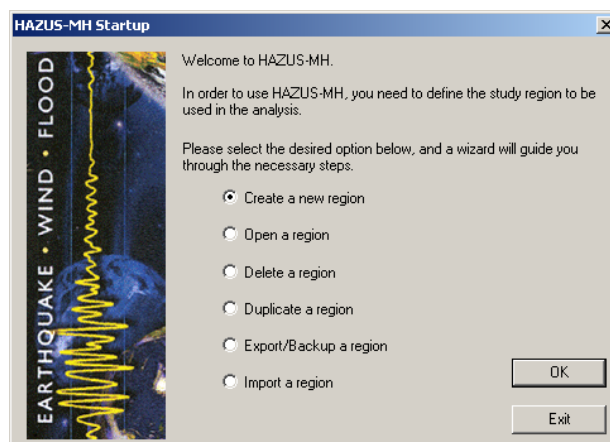 HAZUS-MH Startup
EARTHQUAKE • WIND • FLOOD
Welcome to HAZUS-MH.
In order to use HAZUS-MH, you need to define the study region to be
used in the analysis.
Please select the desired option below, and a wizard will guide you
through the necessary steps.
Create a new region
Open a region
Delete a region
Duplicate a region
Export/Backup a region
Import a region
OK
Exit